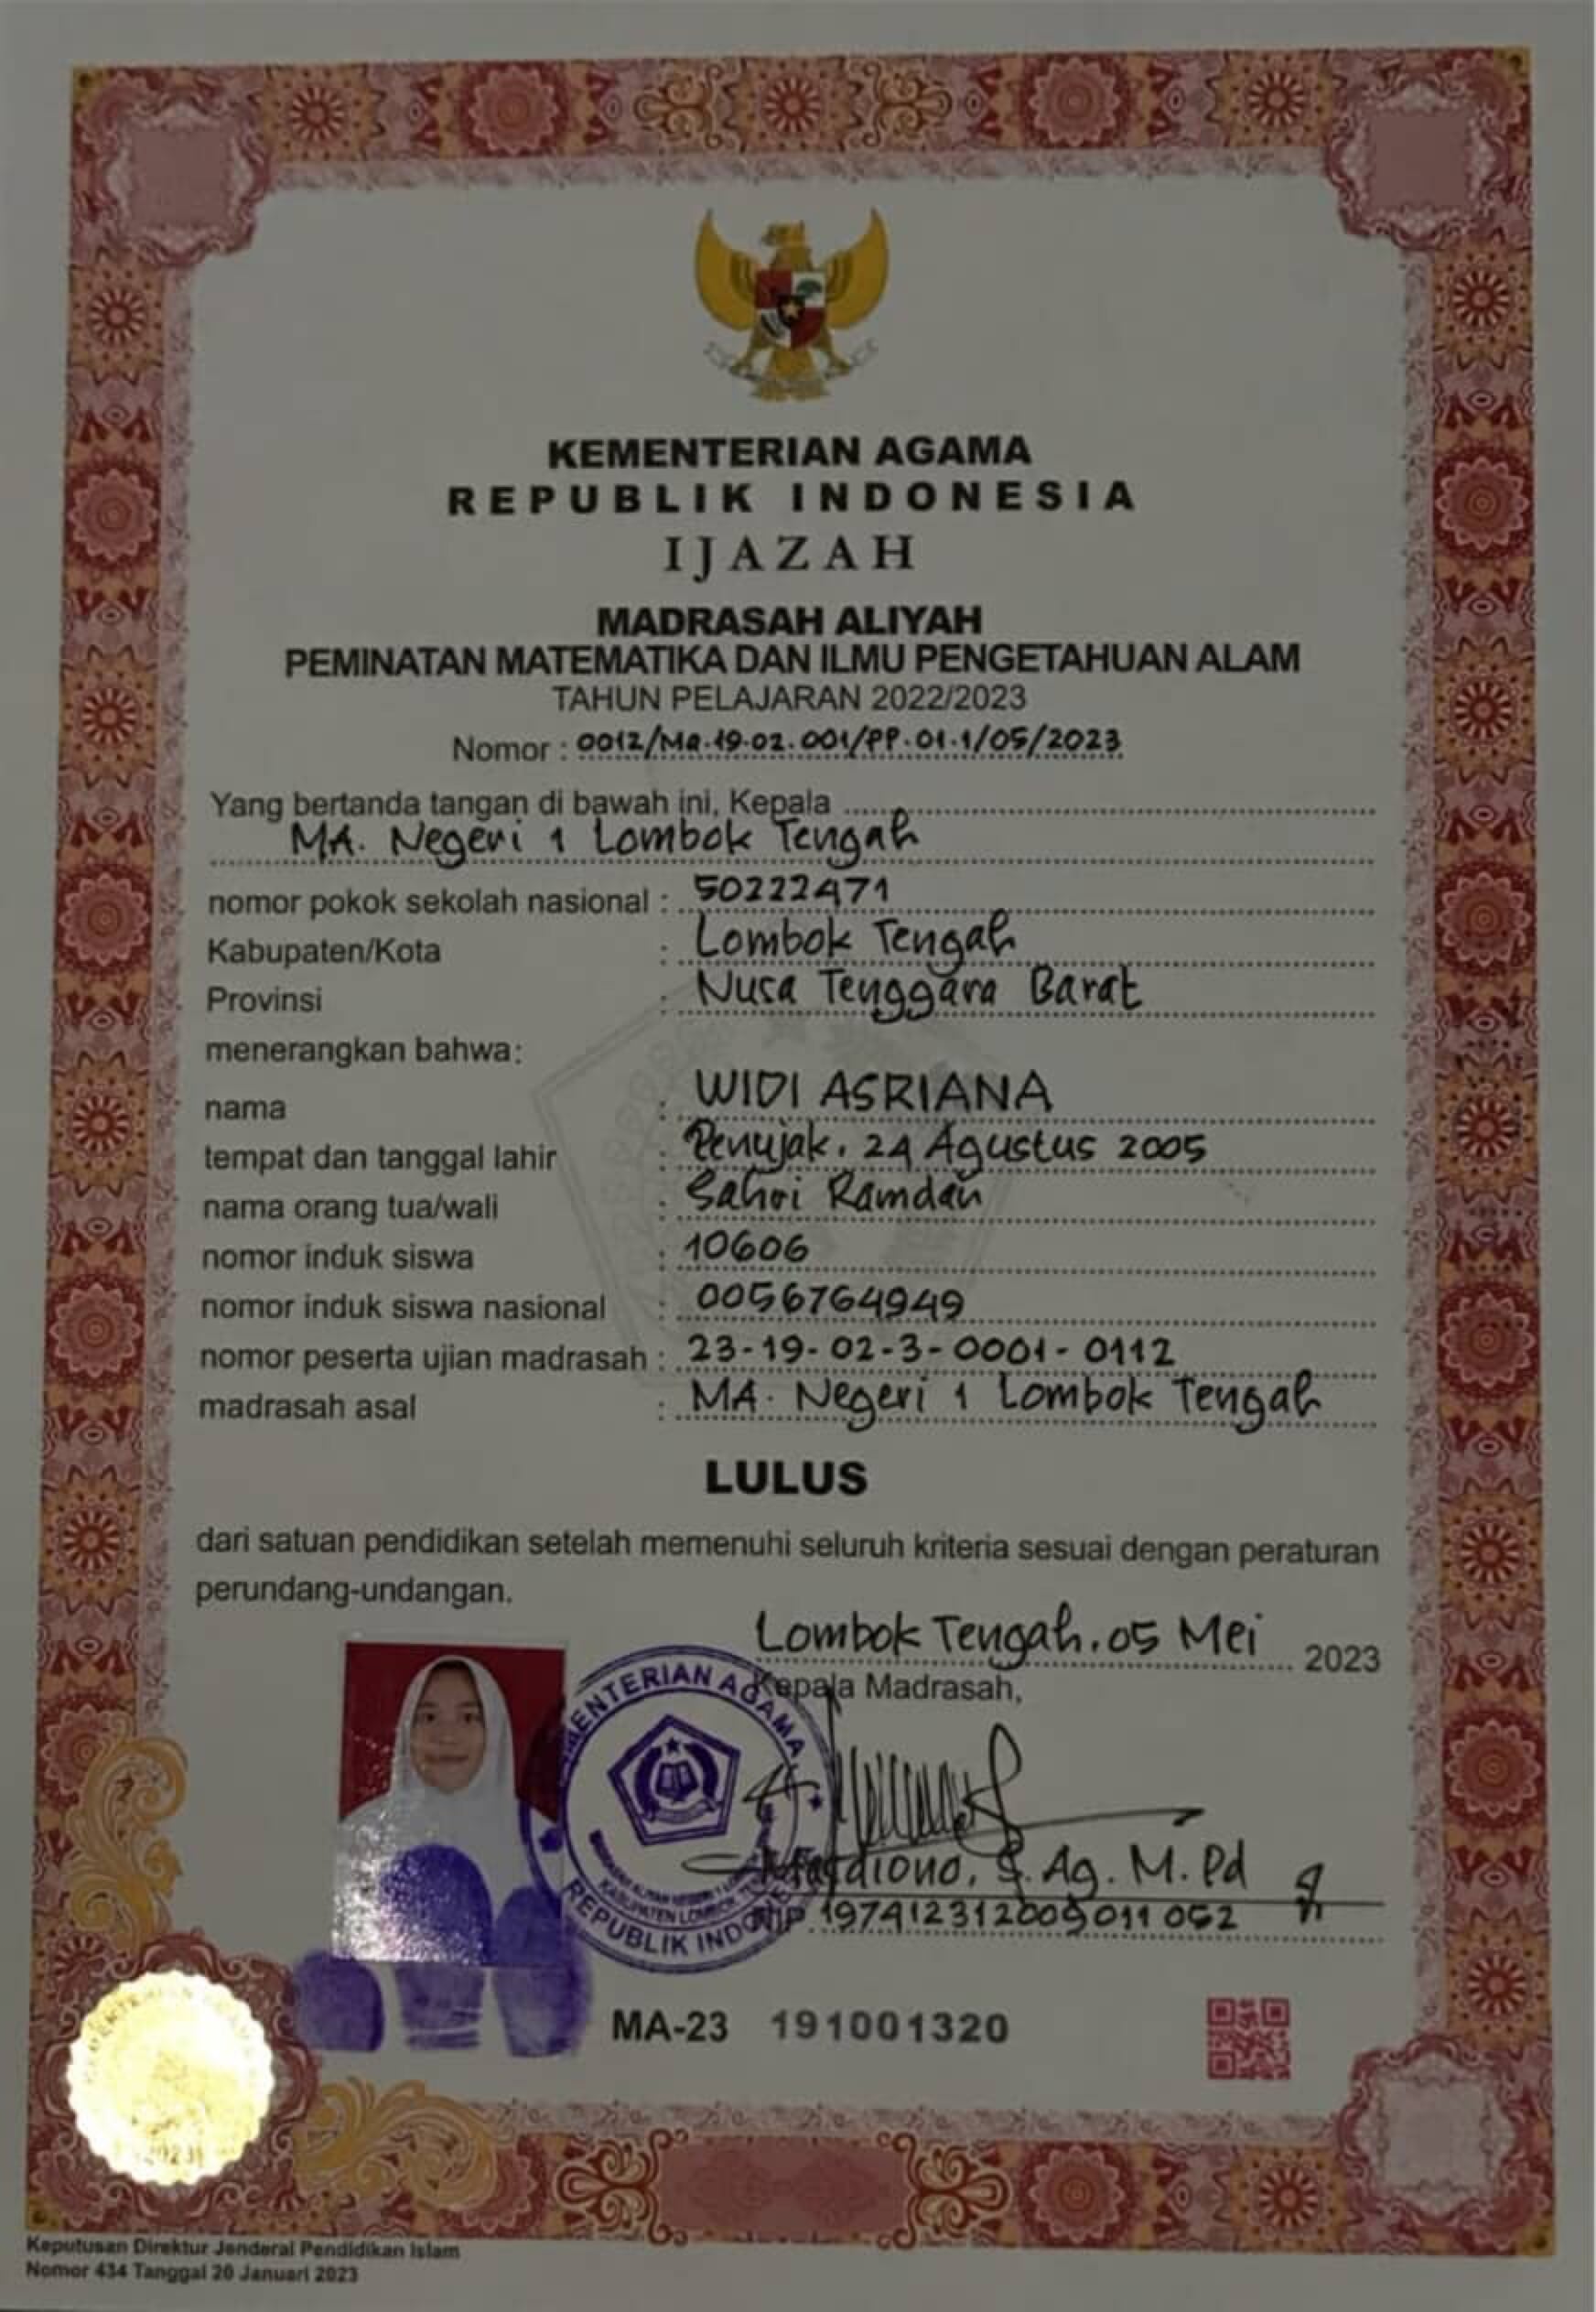 KEMENTERIAN AGAMA
REPUBLIK INDONESIA
IJAZAH
MADRASAH ALIYAH
PEMINATAN MATEMATIKA DAN ILMU PENGETAHUAN ALAM
TAHUN PELAJARAN 2022/2023
Nomor : 0012/Ma.19.02.001/PP.01.1/05/2023
Yang bertanda tangan di bawah ini, Kepala
MA. Negeri 1 Lombok Tengah
nomor pokok sekolah nasional : 50222471
Kabupaten/Kota : Lombok Tengah
Provinsi : Nusa Tenggara Barat
menerangkan bahwa:
nama : WIDI ASRIANA
tempat dan tanggal lahir : Penujak, 24 Agustus 2005
nama orang tua/wali : Sahri Ramdan
nomor induk siswa : 10606
nomor induk siswa nasional : 0056764949
nomor peserta ujian madrasah : 23-19-02-3-0001-0112
madrasah asal : MA. Negeri 1 Lombok Tengah
LULUS
dari satuan pendidikan setelah memenuhi seluruh kriteria sesuai dengan peraturan
perundang-undangan.
Lombok Tengah, 05 Mei 2023
Kepala Madrasah,
KEMENTERIAN AGAMA
KABUPATEN LOMBOK
REPUBLIK INDONESIA
S. Ag. M. Pd
NIP. 197412312005011052
MA-23 191001320
Keputusan Direktur Jenderal Pendidikan Islam
Nomor 434 Tanggal 20 Januari 2023